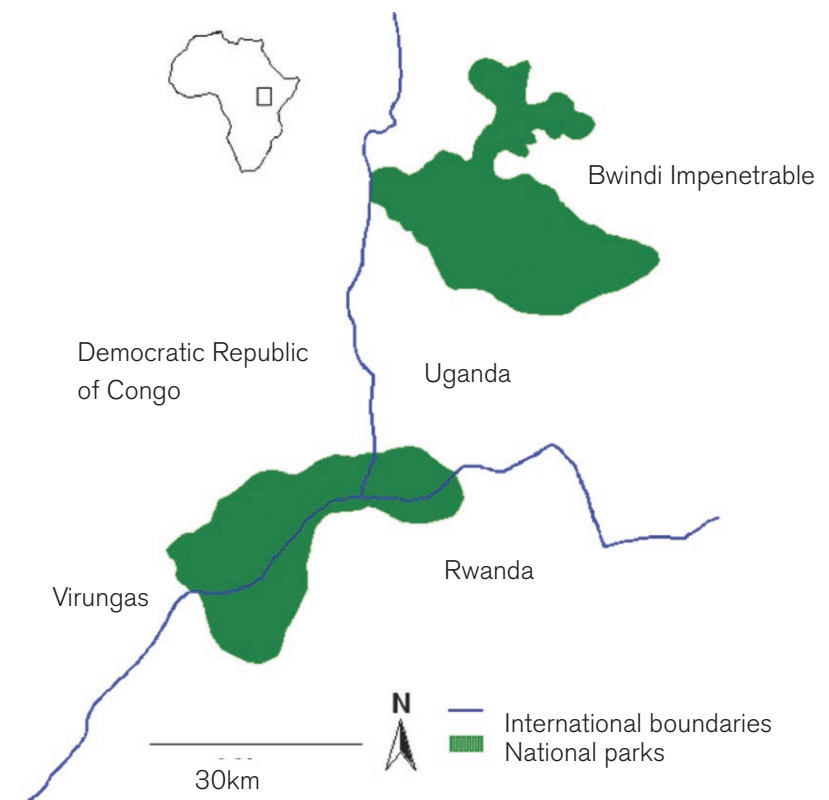 Bwindi Impenetrable
Democratic Republic
of Congo
Uganda
Rwanda
Virungas
N
International boundaries
National parks
30km